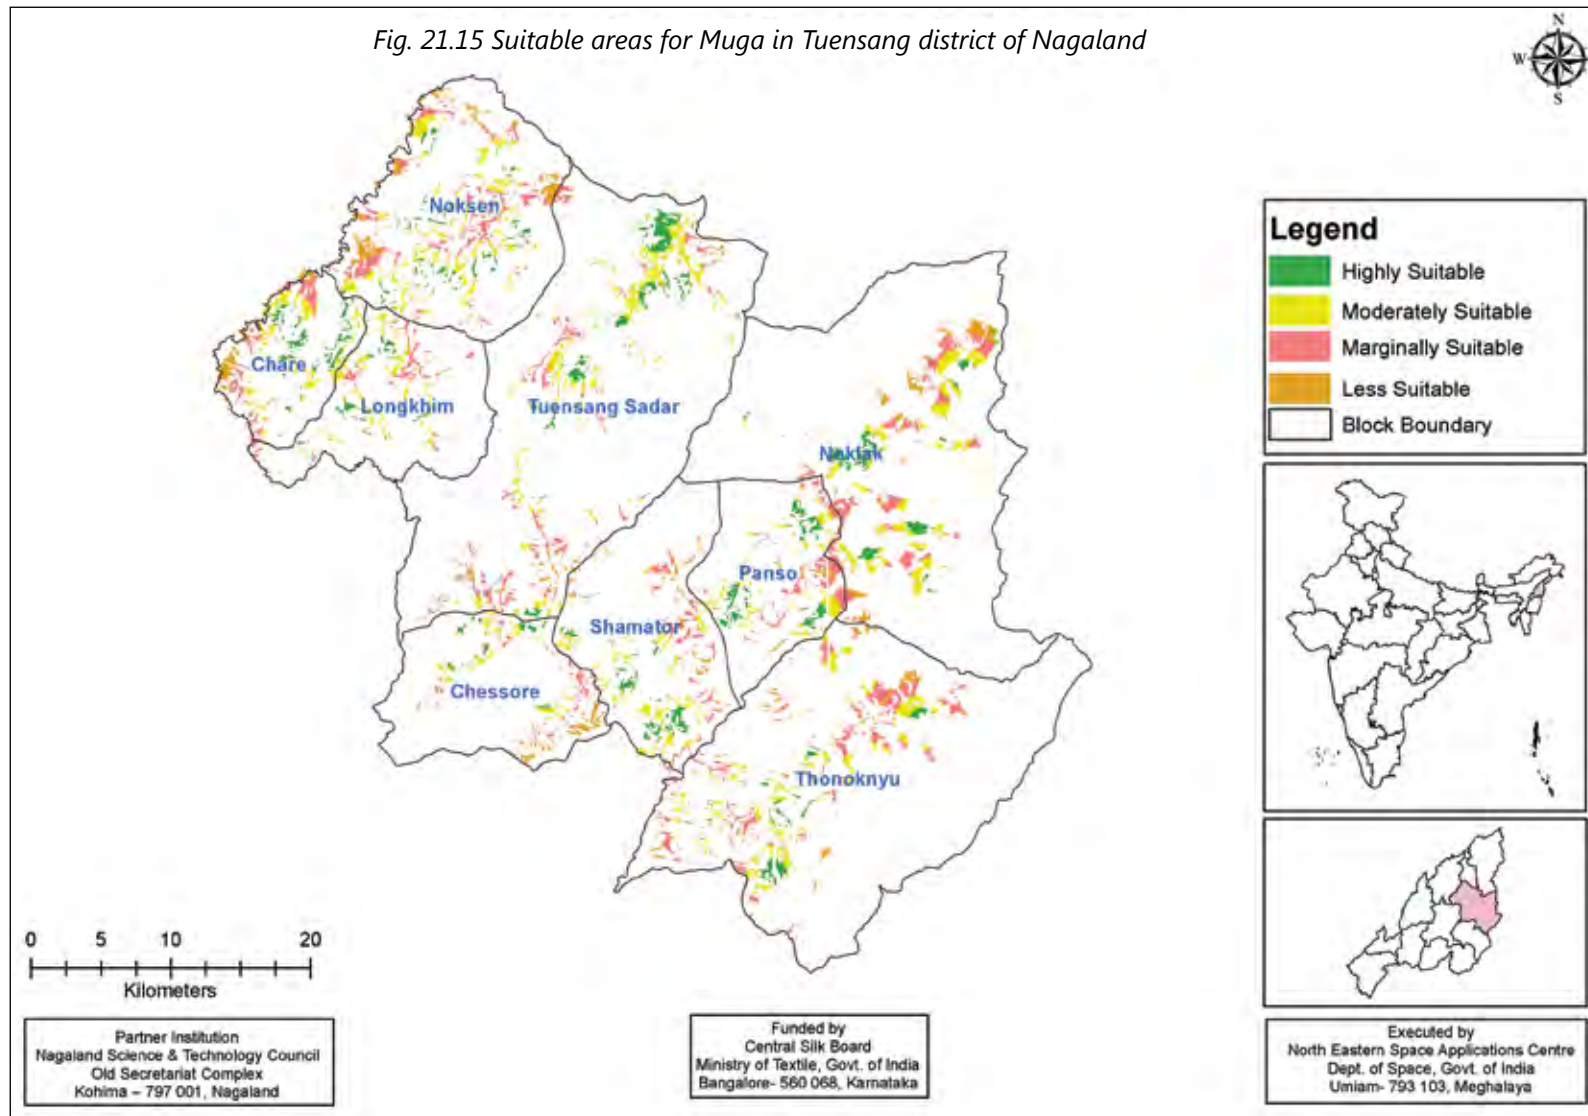 Fig. 21.15 Suitable areas for Muga in Tuensang district of Nagaland
N
W
S
Legend
Highly Suitable
Moderately Suitable
Marginally Suitable
Less Suitable
Block Boundary
Noksen
Chare
Longkhim
Tuensang Sadar
Noklak
Panso
Shamator
Chessore
Thonoknyu
0 5 10 20
Kilometers
Partner Institution
Nagaland Science & Technology Council
Old Secretariat Complex
Kohima – 797 001, Nagaland
Funded by
Central Silk Board
Ministry of Textile, Govt. of India
Bangalore- 560 068, Karnataka
Executed by
North Eastern Space Applications Centre
Dept. of Space, Govt. of India
Umiam- 793 103, Meghalaya